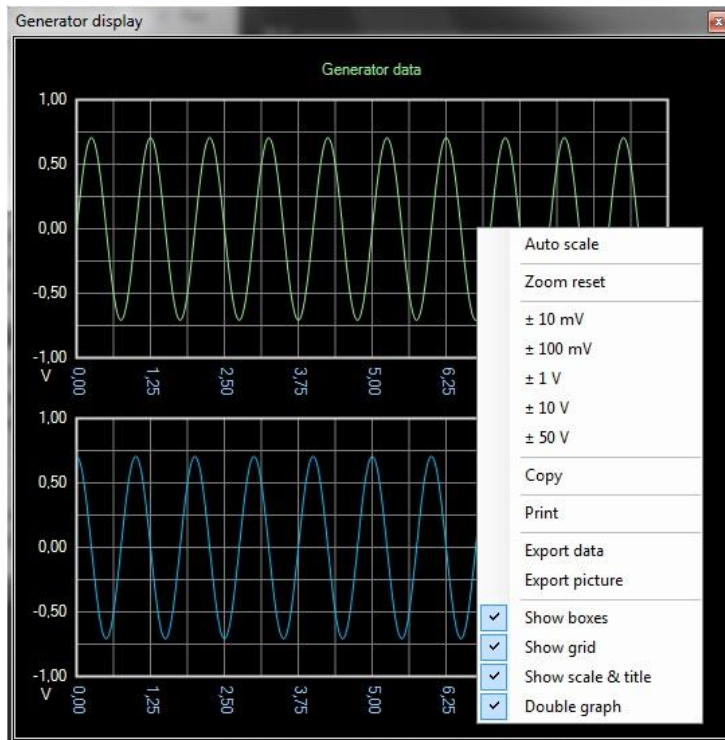 Generator display
Generator data
1,00
0,50
0,00
-0,50
-1,00
V
0,00 1,25 2,50 3,75 5,00 6,25
1,00
0,50
0,00
-0,50
-1,00
V
0,00 1,25 2,50 3,75 5,00 6,25
Auto scale
Zoom reset
± 10 mV
± 100 mV
± 1 V
± 10 V
± 50 V
Copy
Print
Export data
Export picture
Show boxes
Show grid
Show scale & title
Double graph